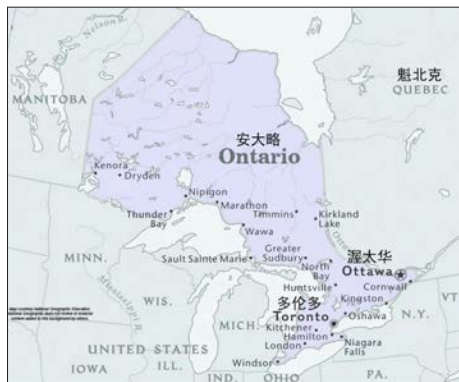 Nelson R.
魁北克
QUEBEC
MANITOBA
安大略
Ontario
Kenora
Dryden
Nipigon
Marathon
Thunder
Bay
Timmins
Kirkland
Lake
Wawa
Greater
Sudbury
Sault Sainte Marie
North
Bay
渥太华
Ottawa
MINN.
Huntsville
Cornwall
Kingston
Mississippi R.
WIS.
多伦多
Toronto
Oshawa
VT
N.Y.
MICH.
Kitchener
Hamilton
London
Niagara
Falls
UNITED STATES
Windsor
PA.
IOWA
ILL.
IND.
OHIO